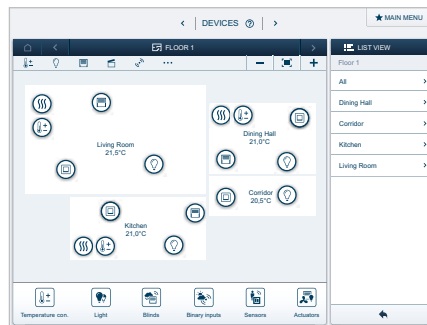 DEVICES
MAIN MENU
FLOOR 1
LIST VIEW
Floor 1
All
Dining Hall
Corridor
Kitchen
Living Room
Living Room
21,5°C
Dining Hall
21,0°C
Corridor
20,5°C
Kitchen
21,0°C
Temperature con.
Light
Blinds
Binary inputs
Sensors
Actuators